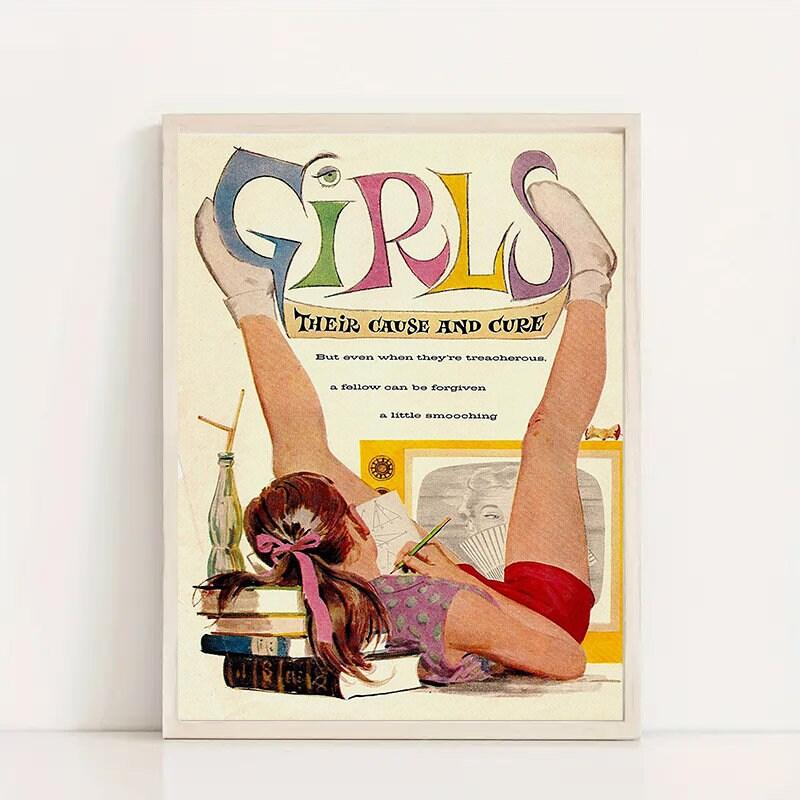 GiRLS
THEiR CAUSE AND CURE
But even when they're treacherous,
a fellow can be forgiven
a little smooching